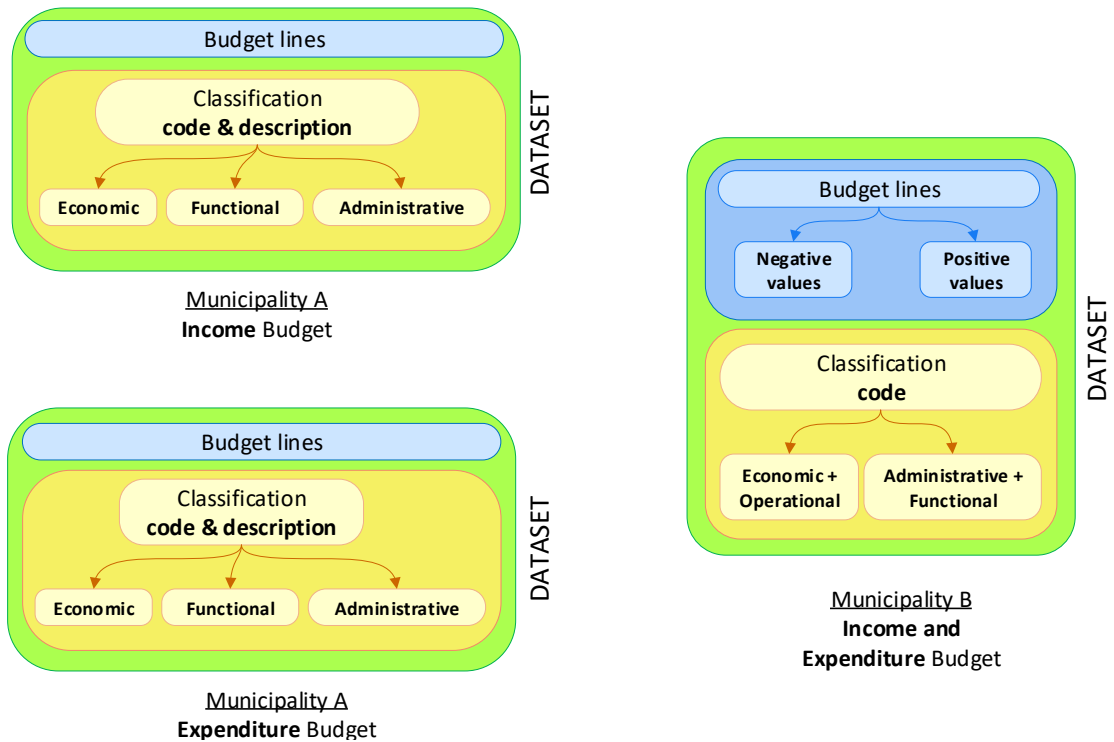 Budget lines
Classification
code & description
Economic
Functional
Administrative
DATASET
Municipality A
Income Budget
Budget lines
Classification
code & description
Economic
Functional
Administrative
DATASET
Municipality A
Expenditure Budget
Budget lines
Negative
values
Positive
values
Classification
code
Economic +
Operational
Administrative +
Functional
DATASET
Municipality B
Income and
Expenditure Budget